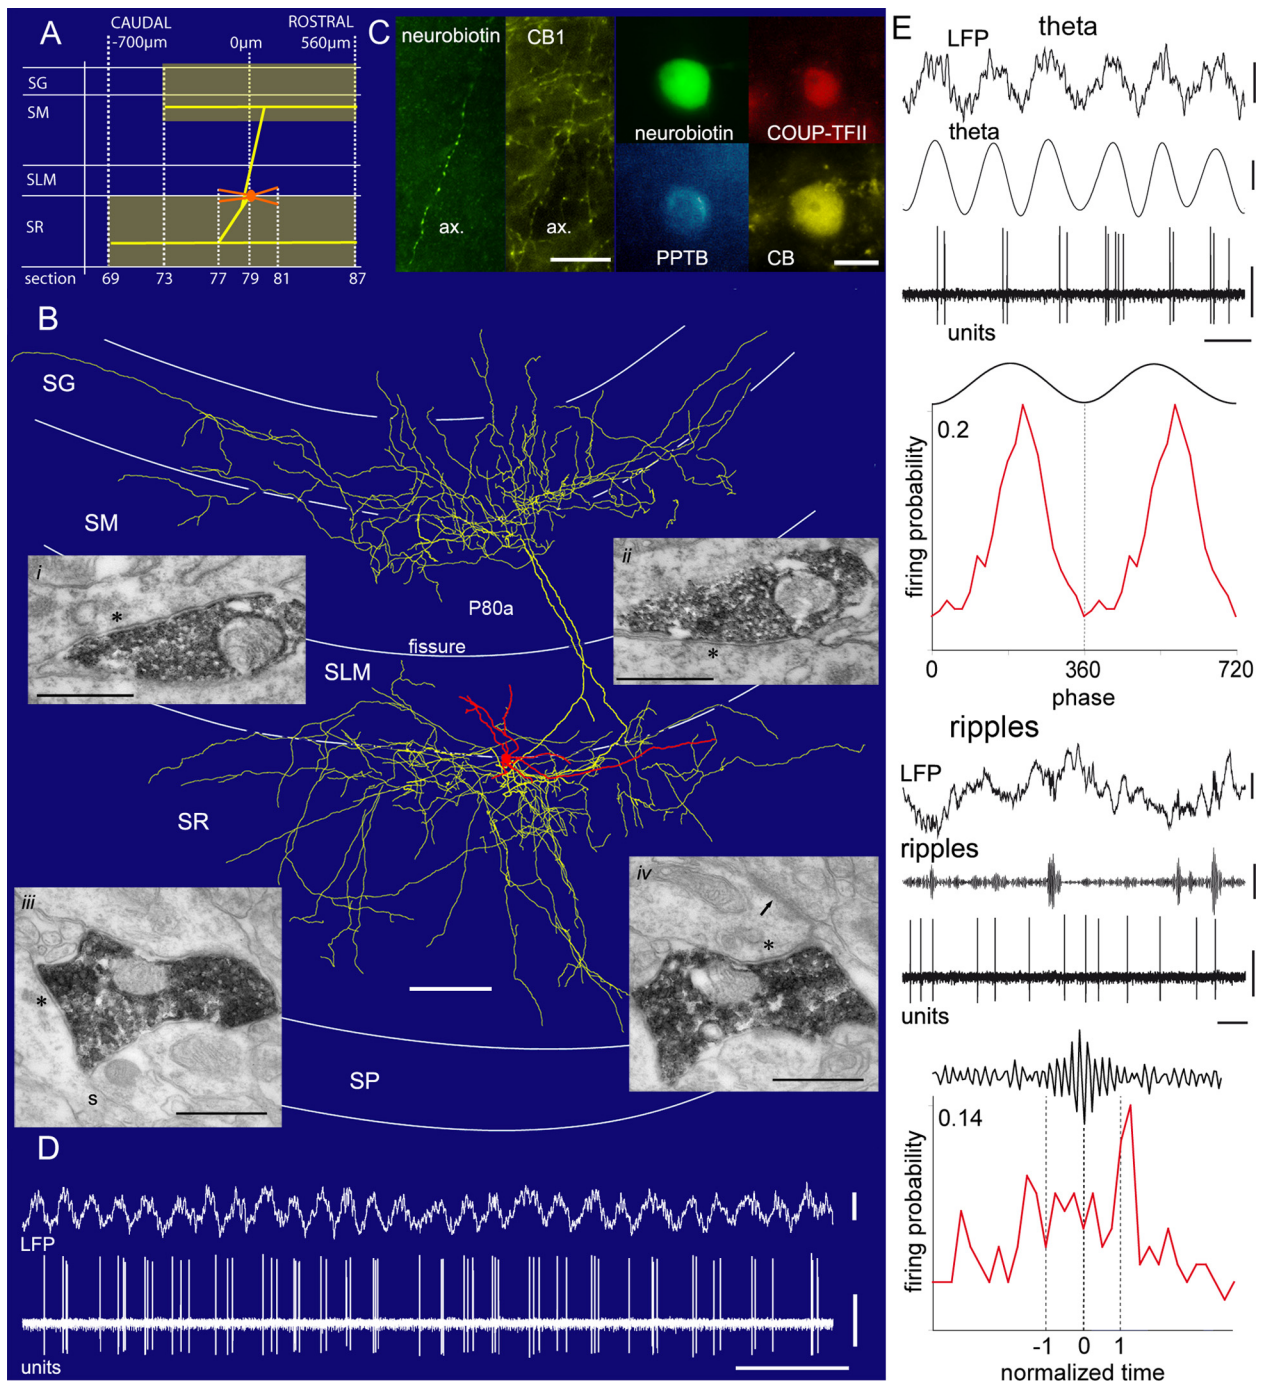 A
CAUDAL
-700µm
0µm
ROSTRAL
560µm
SG
SM
SLM
SR
section
69
73
77
79
81
87
C
neurobiotin
CB1
ax.
ax.
neurobiotin
COUP-TFII
PPTB
CB
B
SG
SM
i
*
ii
*
P80a
fissure
SLM
SR
iii
*
s
iv
*
SP
D
LFP
units
E
theta
LFP
theta
units
firing probability
0.2
0
360
720
phase
ripples
LFP
ripples
units
firing probability
0.14
-1
0
1
normalized time